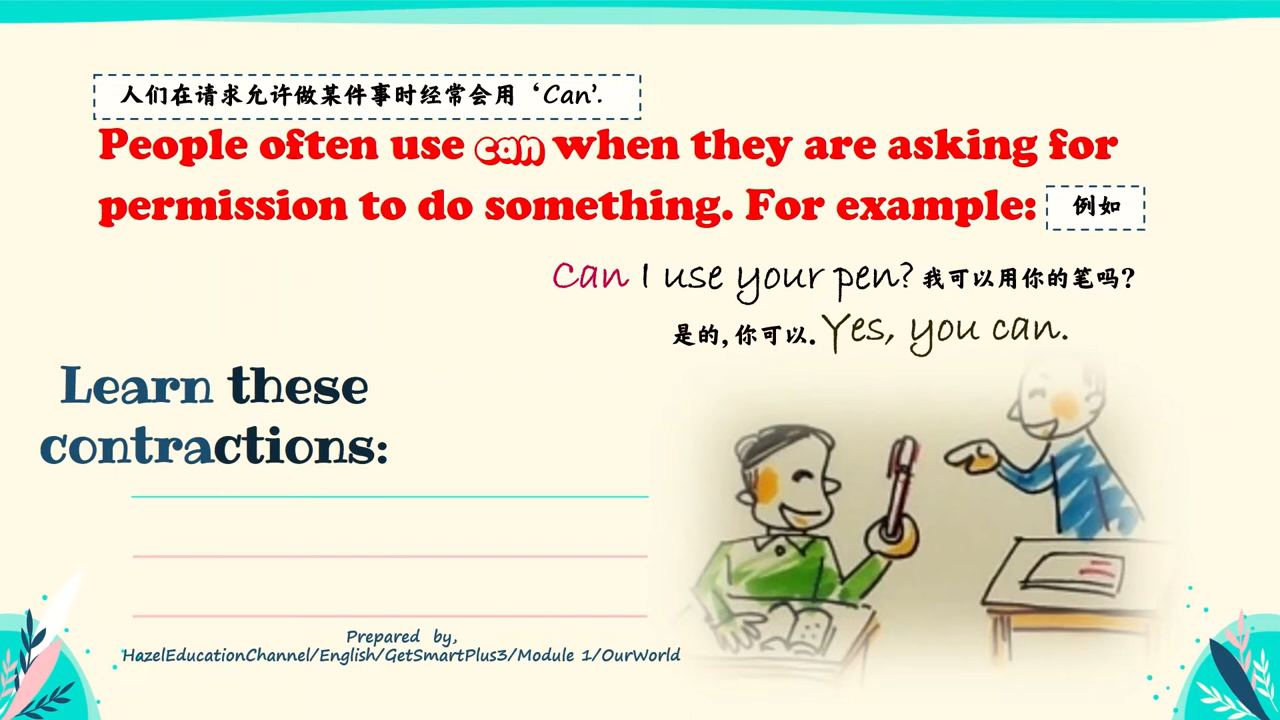 人们在请求允许做某件事时经常会用‘Can’.
People often use can when they are asking for
permission to do something. For example: 例如
Can I use your pen? 我可以用你的笔吗?
是的,你可以. Yes, you can.
Learn these
contractions:
Prepared by,
HazelEducationChannel/English/GetSmartPlus3/Module 1/OurWorld